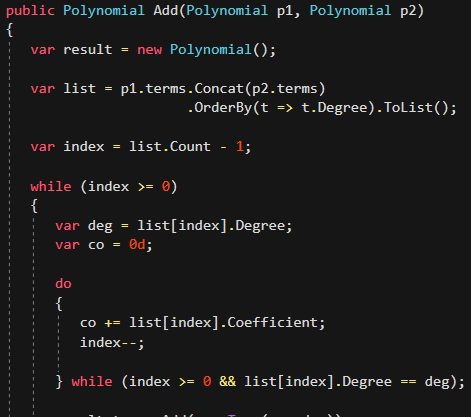 public Polynomial Add(Polynomial p1, Polynomial p2)
{
var result = new Polynomial();
var list = p1.terms.Concat(p2.terms)
.OrderBy(t => t.Degree).ToList();
var index = list.Count - 1;
while (index >= 0)
{
var deg = list[index].Degree;
var co = 0d;
do
{
co += list[index].Coefficient;
index--;
} while (index >= 0 && list[index].Degree == deg);